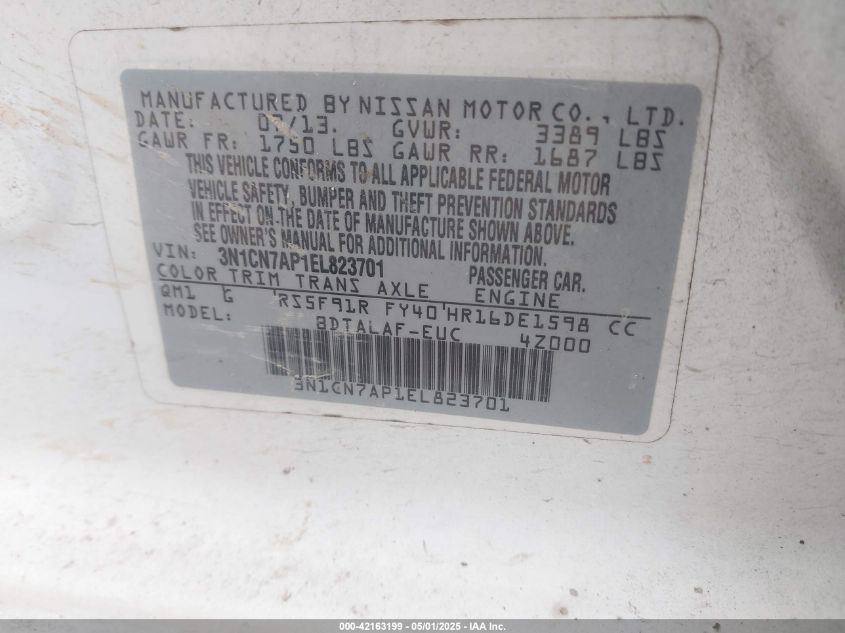 MANUFACTURED BY NISSAN MOTOR CO., LTD.
DATE: 07/13. GVWR: 3389 LBS
GAWR FR: 1750 LBS GAWR RR: 1687 LBS
THIS VEHICLE CONFORMS TO ALL APPLICABLE FEDERAL MOTOR
VEHICLE SAFETY, BUMPER AND THEFT PREVENTION STANDARDS
IN EFFECT ON THE DATE OF MANUFACTURE SHOWN ABOVE.
SEE OWNER'S MANUAL FOR ADDITIONAL INFORMATION.
VIN: 3N1CN7AP1EL823701 PASSENGER CAR.
COLOR TRIM TRANS AXLE ENGINE
QM1 G RS5F91R FY40 HR16DE1598 CC
MODEL: BDTALAF-EUC 4Z000
3N1CN7AP1EL823701
000-42163199 - 05/01/2025 - IAA Inc.